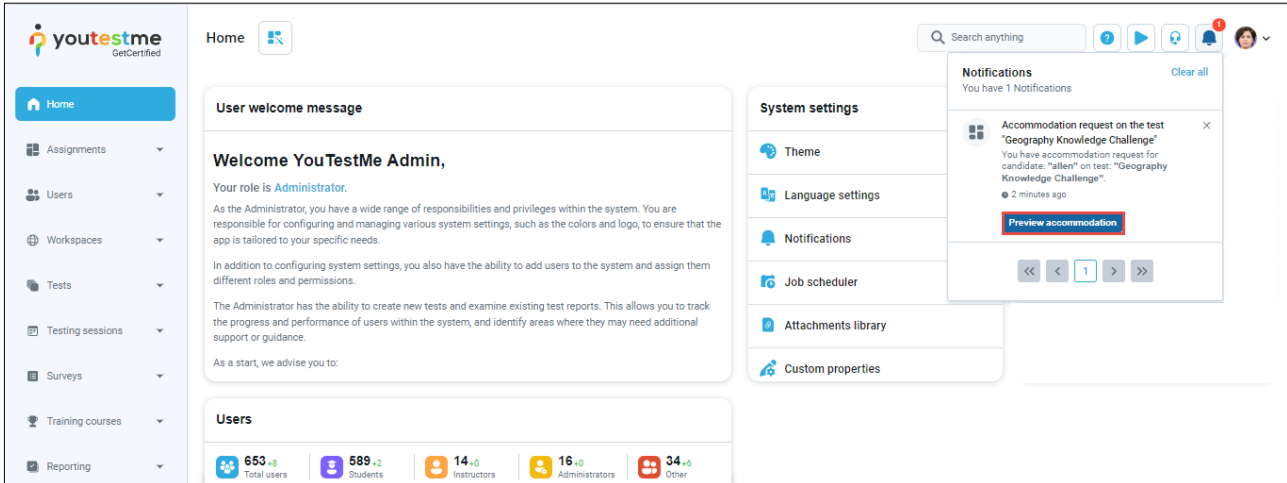 youtestme
GetCertified
Home
Search anything
?
1
Home
Assignments
Users
Workspaces
Tests
Testing sessions
Surveys
Training courses
Reporting
User welcome message
Welcome YouTestMe Admin,
Your role is Administrator.
As the Administrator, you have a wide range of responsibilities and privileges within the system. You are
responsible for configuring and managing various system settings, such as the colors and logo, to ensure that the
app is tailored to your specific needs.
In addition to configuring system settings, you also have the ability to add users to the system and assign them
different roles and permissions.
The Administrator has the ability to create new tests and examine existing test reports. This allows you to track
the progress and performance of users within the system, and identify areas where they may need additional
support or guidance.
As a start, we advise you to:
Users
653 +8
Total users
589 +2
Students
14 +0
Instructors
16 +0
Administrators
34 +6
Other
System settings
Theme
Language settings
Notifications
Job scheduler
Attachments library
Custom properties
Notifications
Clear all
You have 1 Notifications
Accommodation request on the test
"Geography Knowledge Challenge"
You have accommodation request for
candidate: "allen" on test: "Geography
Knowledge Challenge".
2 minutes ago
Preview accommodation
1